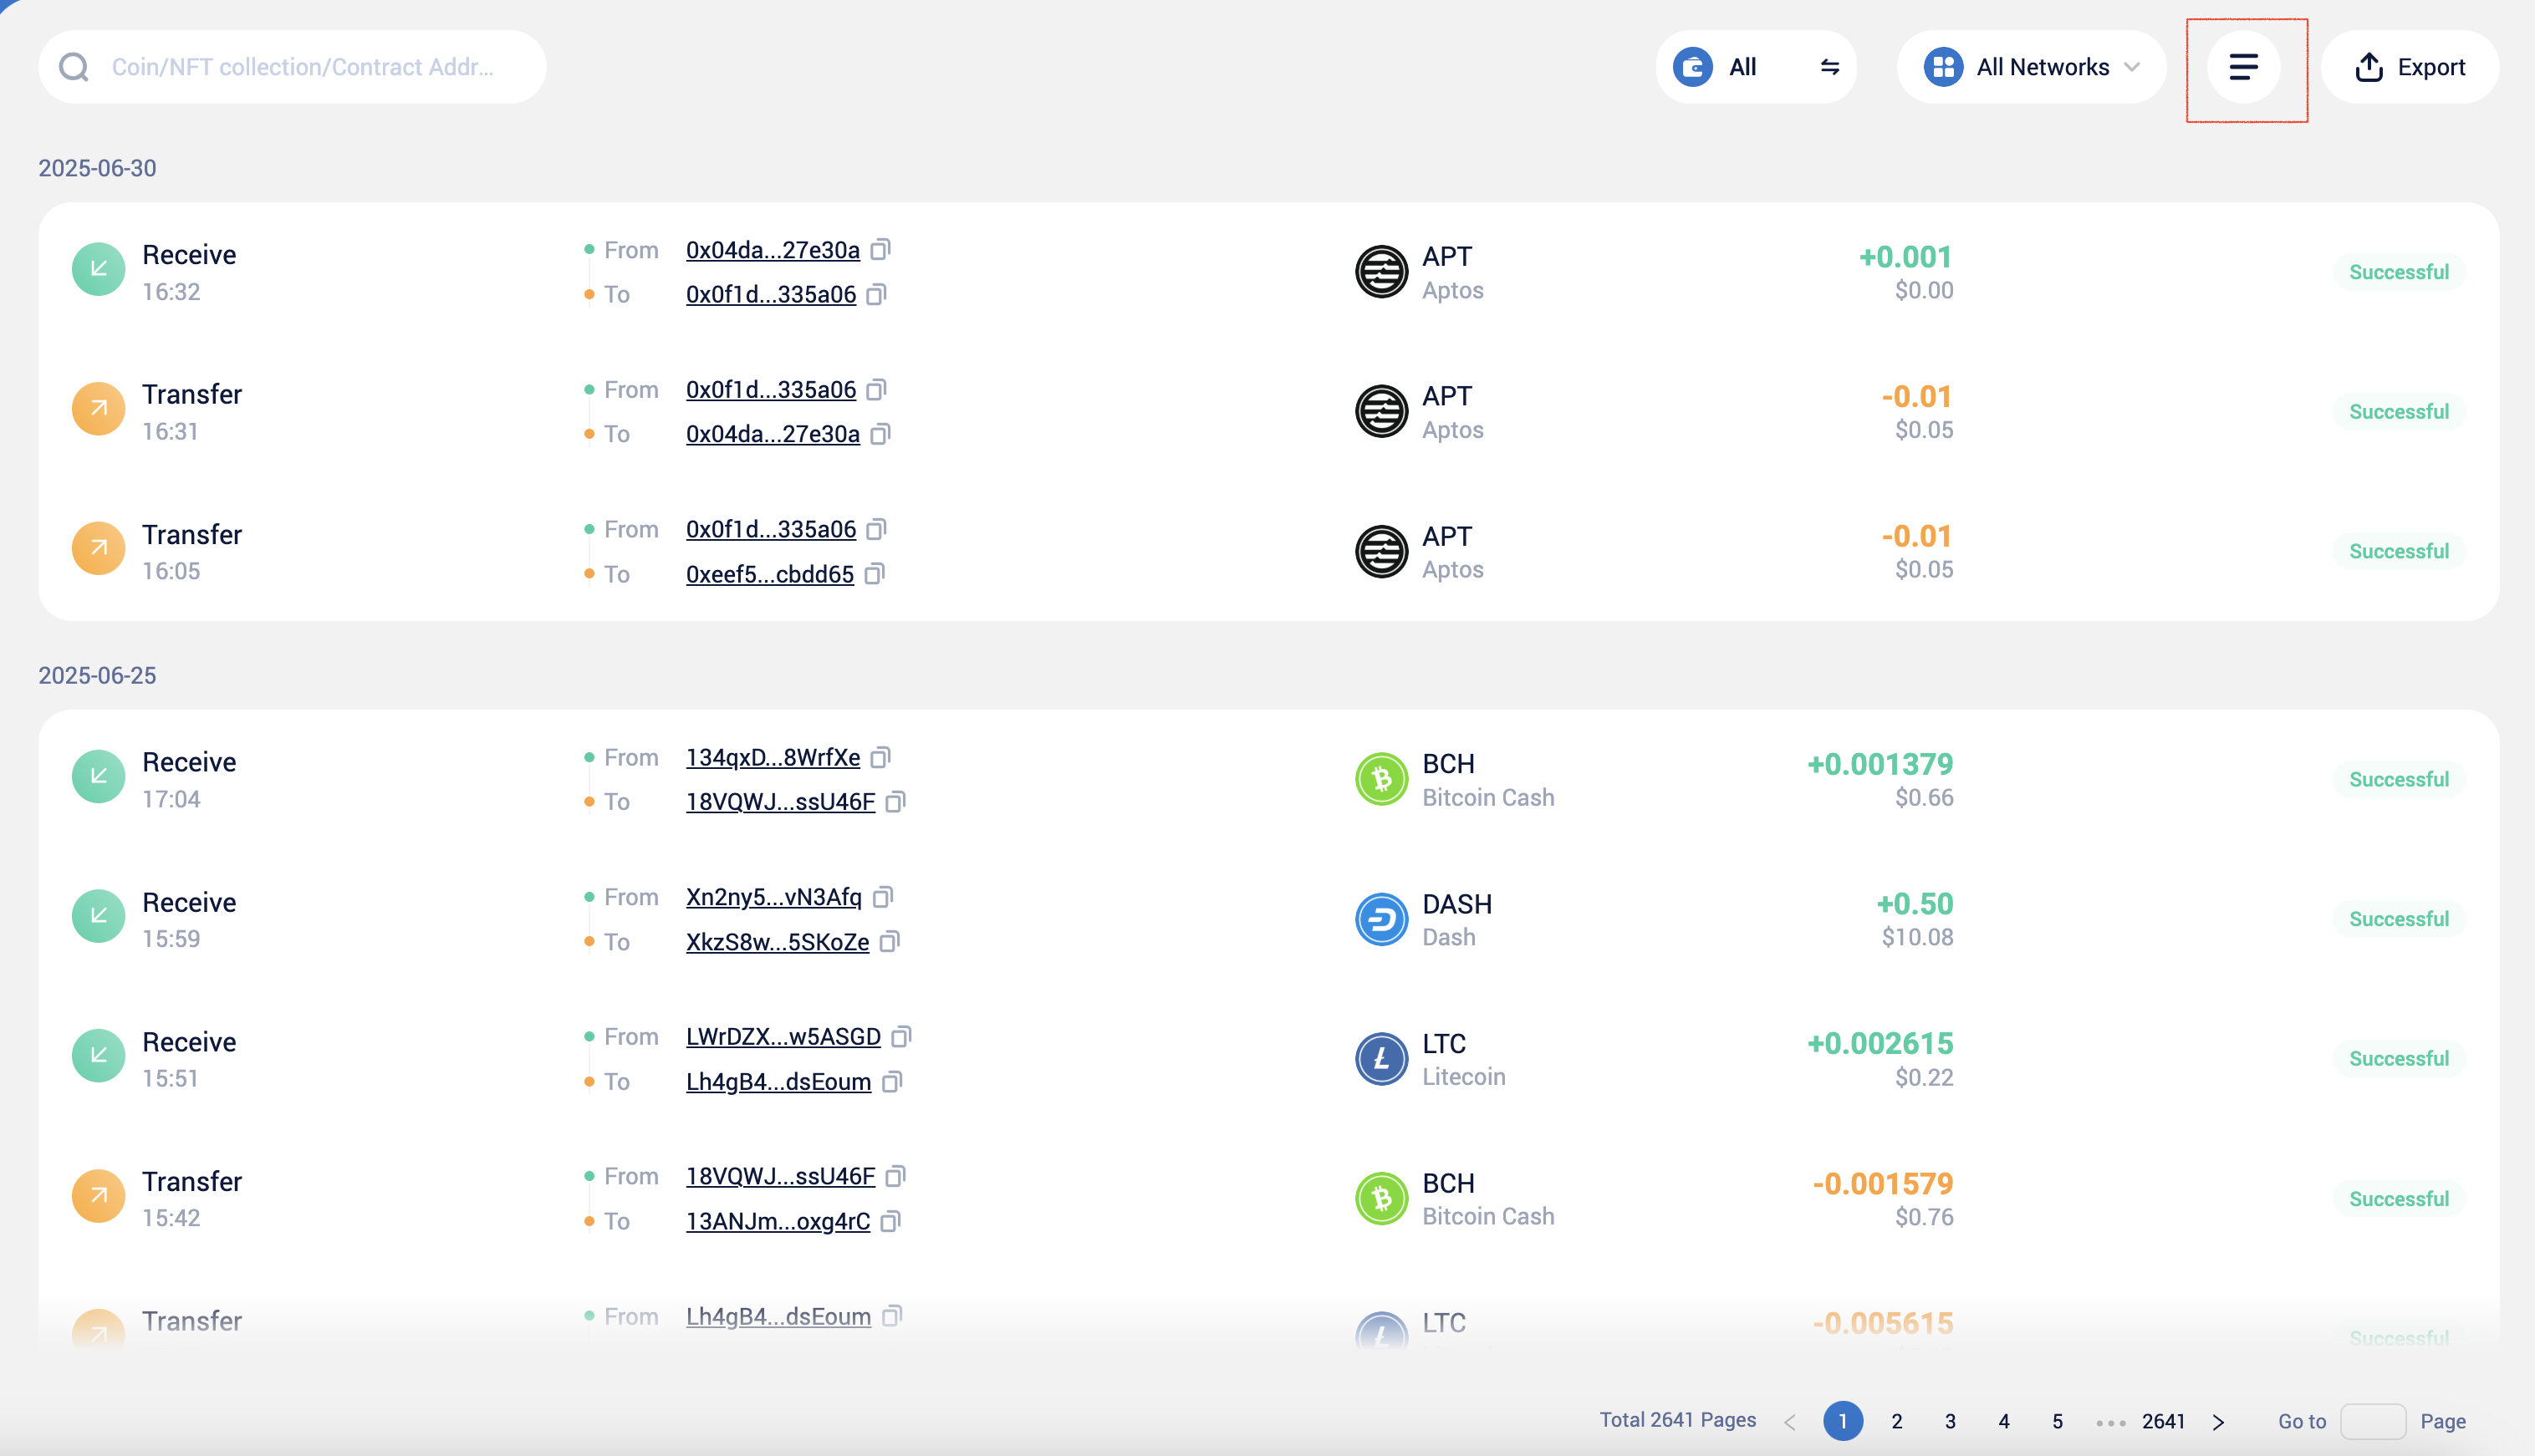 Coin/NFT collection/Contract Addr...
All
All Networks
Export
2025-06-30
Receive
16:32
From 0x04da...27e30a
To 0x0f1d...335a06
APT
Aptos
+0.001
$0.00
Successful
Transfer
16:31
From 0x0f1d...335a06
To 0x04da...27e30a
APT
Aptos
-0.01
$0.05
Successful
Transfer
16:05
From 0x0f1d...335a06
To 0xeef5...cbdd65
APT
Aptos
-0.01
$0.05
Successful
2025-06-25
Receive
17:04
From 134qxD...8WrfXe
To 18VQWJ...ssU46F
BCH
Bitcoin Cash
+0.001379
$0.66
Successful
Receive
15:59
From Xn2ny5...vN3Afq
To XkzS8w...5SKoZe
DASH
Dash
+0.50
$10.08
Successful
Receive
15:51
From LWrDZX...w5ASGD
To Lh4gB4...dsEoum
LTC
Litecoin
+0.002615
$0.22
Successful
Transfer
15:42
From 18VQWJ...ssU46F
To 13ANJm...oxg4rC
BCH
Bitcoin Cash
-0.001579
$0.76
Successful
Transfer
From Lh4gB4...dsEoum
LTC
-0.005615
Successful
Total 2641 Pages < 1 2 3 4 5 ••• 2641 > Go to Page